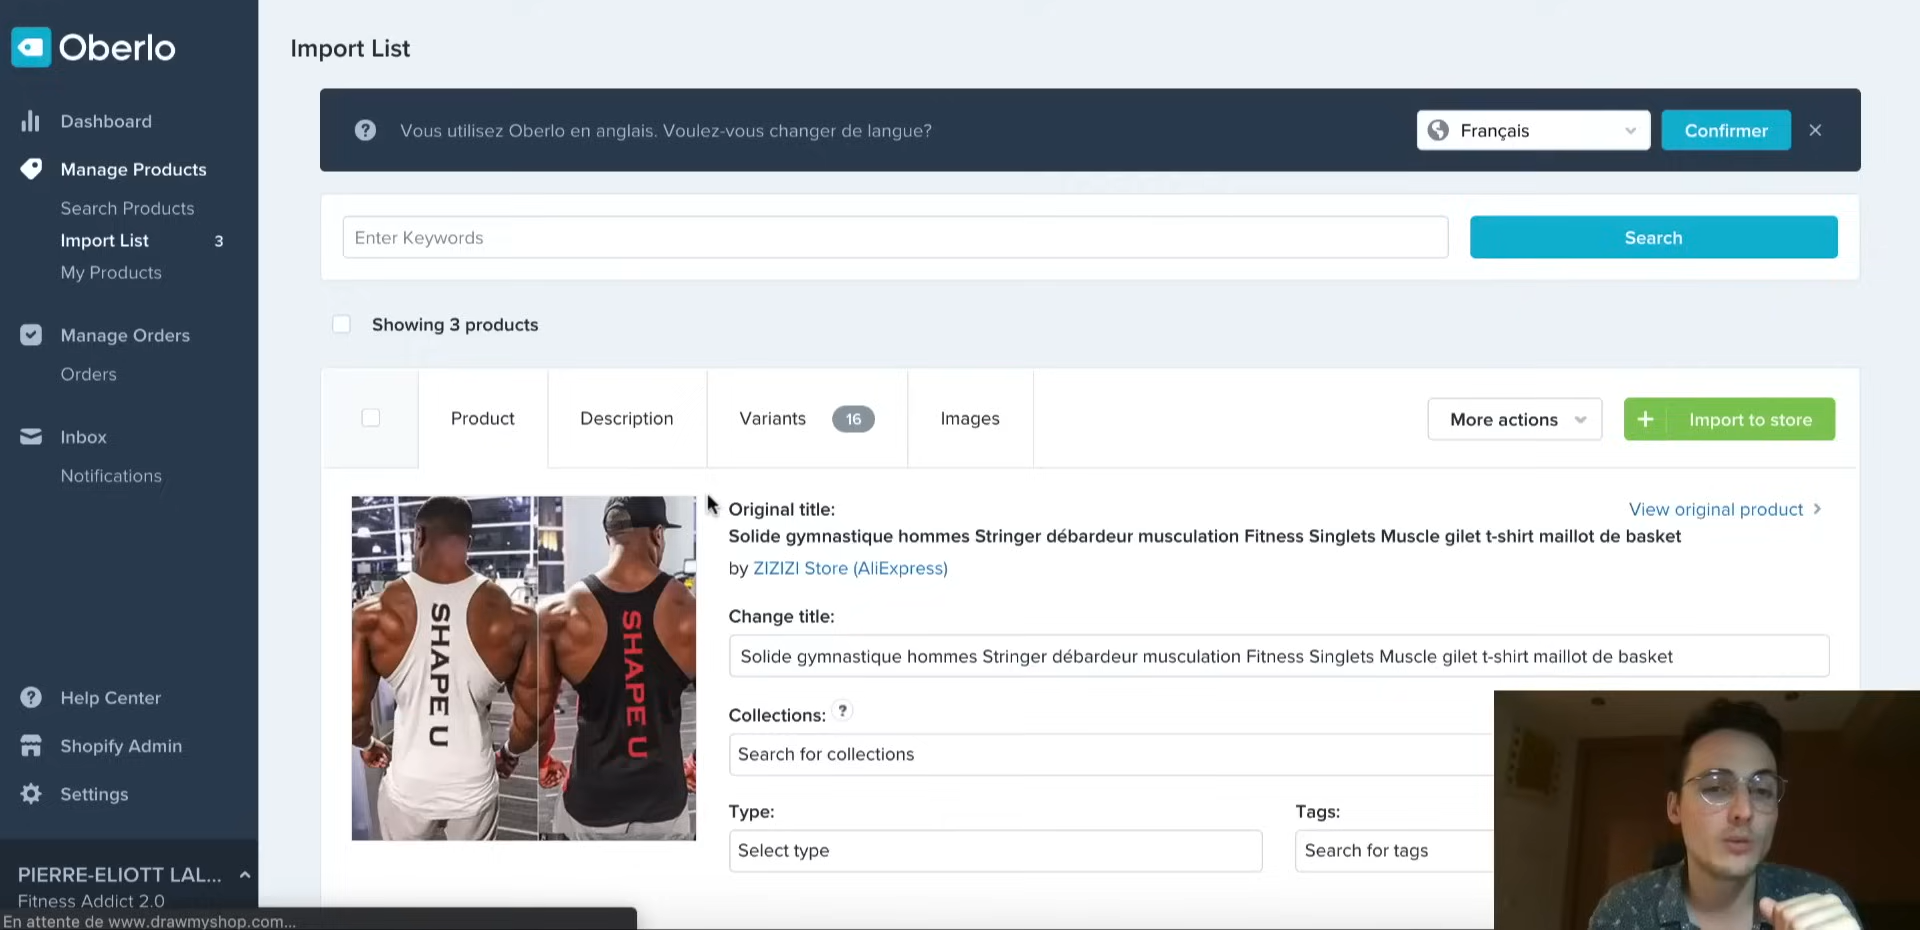 Oberlo
Dashboard
Manage Products
Search Products
Import List 3
My Products
Manage Orders
Orders
Inbox
Notifications
Help Center
Shopify Admin
Settings
PIERRE-ELIOTT LAL...
Fitness Addict 2.0
En attente de www.drawmyshop.com...
Import List
Vous utilisez Oberlo en anglais. Voulez-vous changer de langue?
Français
Confirmer
Enter Keywords
Search
Showing 3 products
Product
Description
Variants 16
Images
More actions
+ Import to store
SHAPE U
SHAPE U
Original title:
View original product
Solide gymnastique hommes Stringer débardeur musculation Fitness Singlets Muscle gilet t-shirt maillot de basket
by ZIZIZI Store (AliExpress)
Change title:
Solide gymnastique hommes Stringer débardeur musculation Fitness Singlets Muscle gilet t-shirt maillot de basket
Collections: ?
Search for collections
Type:
Select type
Tags:
Search for tags